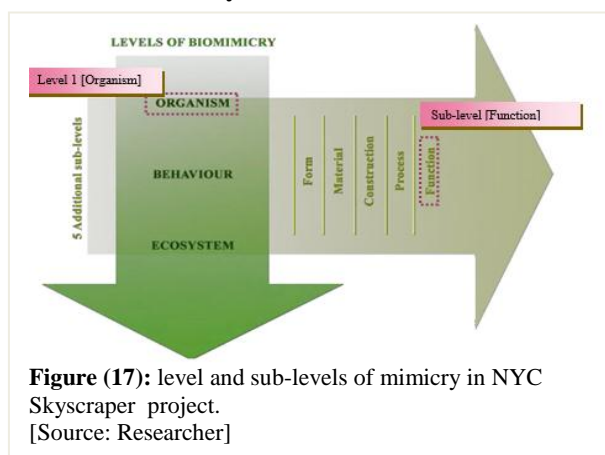 LEVELS OF BIOMIMICRY
Level 1 [Organism]
ORGANISM
Sub-level [Function]
5 Additional sub-levels
BEHAVIOUR
ECOSYSTEM
Form
Material
Construction
Process
Function
Figure (17): level and sub-levels of mimicry in NYC
Skyscraper project.
[Source: Researcher]